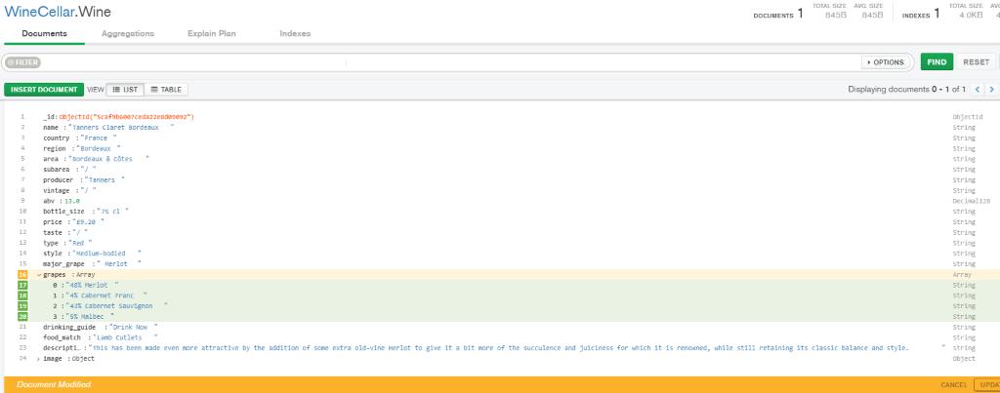 WineCellar.Wine
DOCUMENTS 1 TOTAL SIZE 845B AVG. SIZE 845B INDEXES 1 TOTAL SIZE 4.0KB
Documents Aggregations Explain Plan Indexes
FILTER OPTIONS FIND RESET
INSERT DOCUMENT VIEW LIST TABLE Displaying documents 0 - 1 of 1 < >
1 _id:ObjectId("5caf9b6007ceda22e8d09092") ObjectId
2 name :"Tanners Claret Bordeaux " String
3 country :"France " String
4 region :"Bordeaux " String
5 area :"Bordeaux & Côtes " String
6 subarea :"/ " String
7 producer :"Tanners " String
8 vintage :"/ " String
9 abv :13.0 Decimal128
10 bottle_size :"75 cl " String
11 price :"£9.20 " String
12 taste :"/ " String
13 type :"Red " String
14 style :"Medium-bodied " String
15 major_grape :" Merlot " String
16 grapes :Array Array
17 0 :"48% Merlot " String
18 1 :"4% Cabernet Franc " String
19 2 :"43% Cabernet Sauvignon " String
20 3 :"5% Malbec " String
21 drinking_guide :"Drink Now " String
22 food_match :"Lamb Cutlets " String
23 descripti… :"This has been made even more attractive by the addition of some extra old-vine Merlot to give it a bit more of the succulence and juiciness for which it is renowned, while still retaining its classic balance and style. " String
24 > image :Object Object
Document Modified. CANCEL